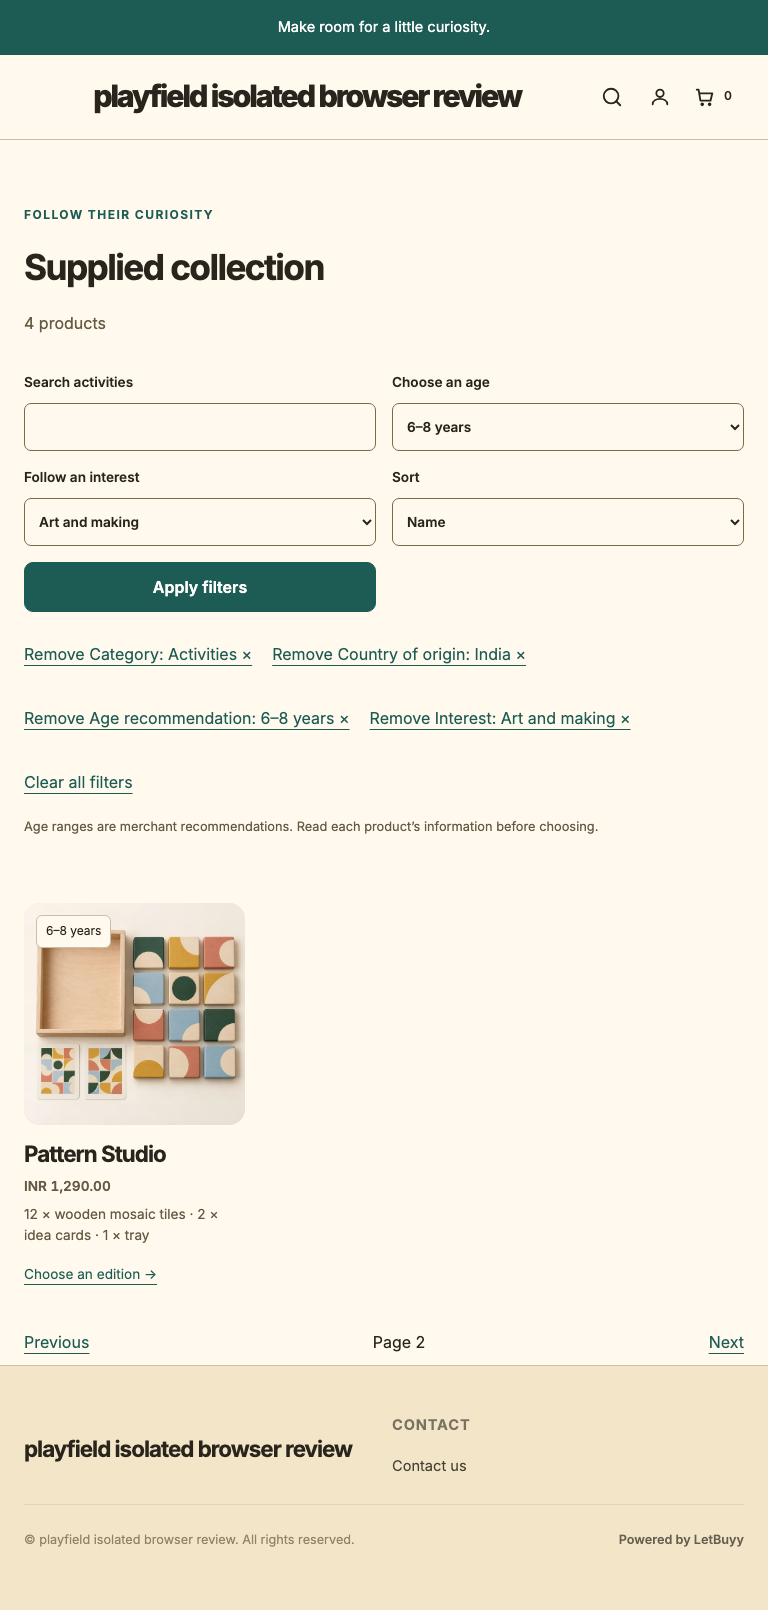 Make room for a little curiosity.
playfield isolated browser review
0
FOLLOW THEIR CURIOSITY
Supplied collection
4 products
Search activities
Choose an age
6–8 years
Follow an interest
Sort
Art and making
Name
Apply filters
Remove Category: Activities ×
Remove Country of origin: India ×
Remove Age recommendation: 6–8 years ×
Remove Interest: Art and making ×
Clear all filters
Age ranges are merchant recommendations. Read each product’s information before choosing.
6–8 years
Pattern Studio
INR 1,290.00
12 × wooden mosaic tiles · 2 ×
idea cards · 1 × tray
Choose an edition →
Previous
Page 2
Next
playfield isolated browser review
CONTACT
Contact us
© playfield isolated browser review. All rights reserved.
Powered by LetBuyy